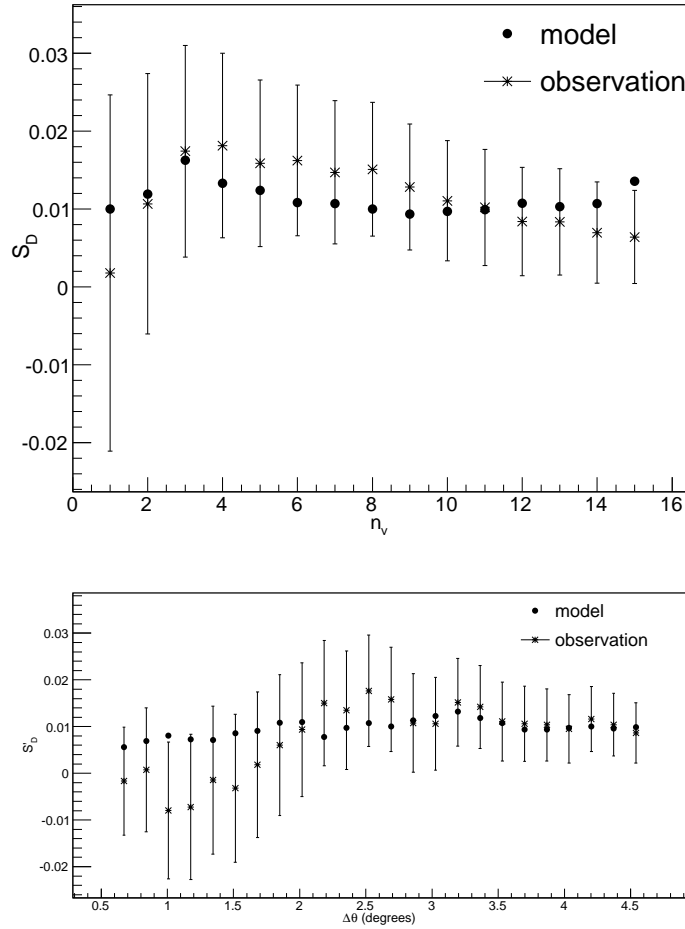 model
observation
0.03
0.02
0.01
0
-0.01
-0.02
S_D
0 2 4 6 8 10 12 14 16
n_v
model
observation
0.03
0.02
0.01
0
-0.01
-0.02
S'_D
0.5 1 1.5 2 2.5 3 3.5 4 4.5
Δθ (degrees)